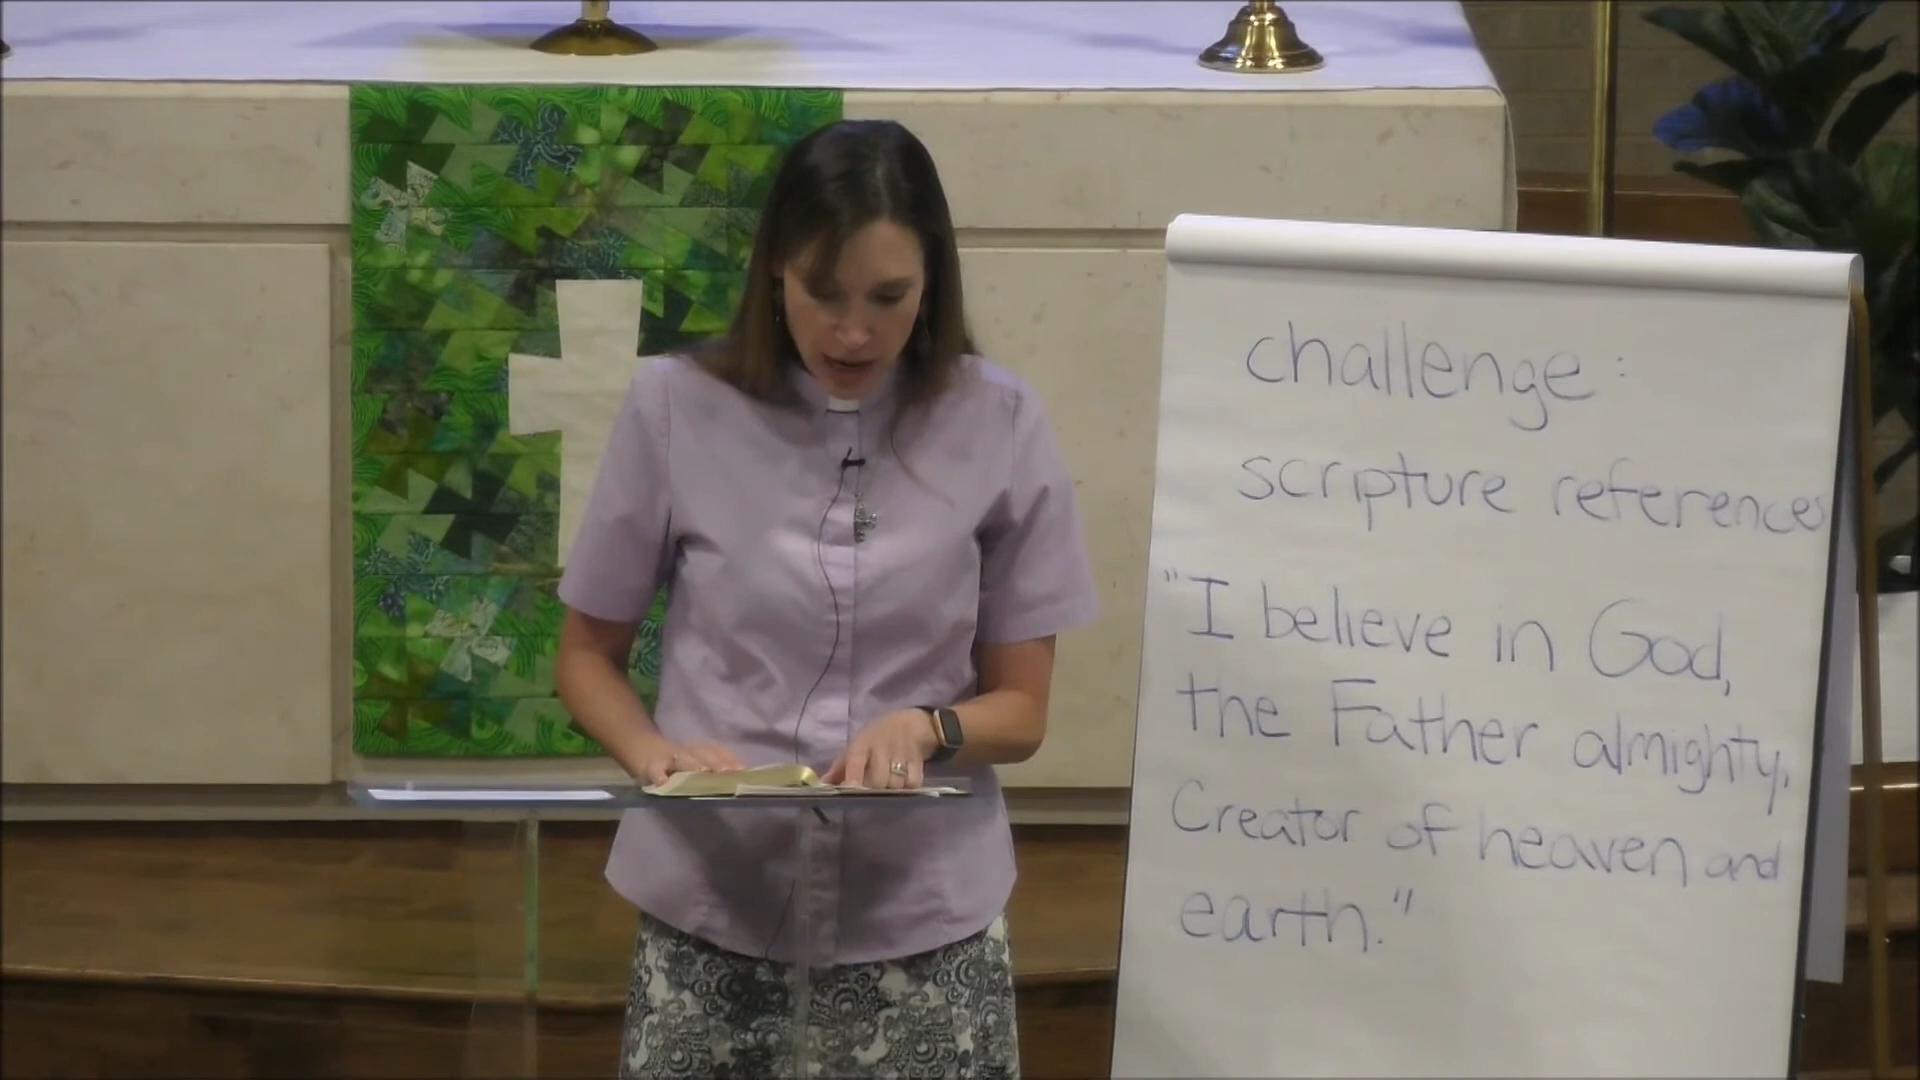 challenge:
scripture references
"I believe in God,
the Father almighty,
Creator of heaven and
earth."